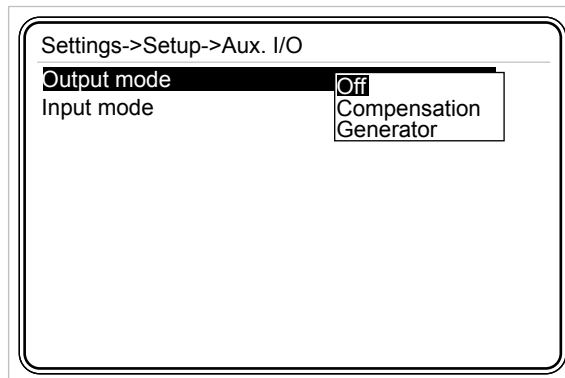 Settings->Setup->Aux. I/O
Output mode
Off
Input mode
Compensation
Generator